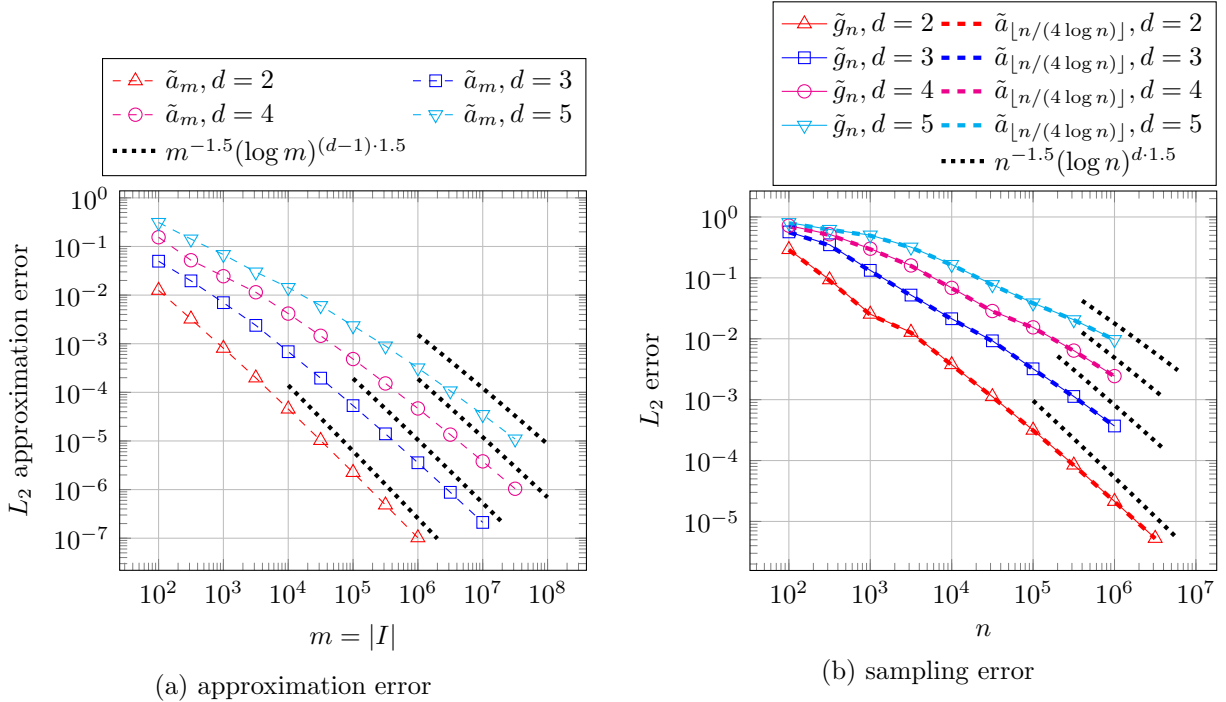 ã_m, d = 2
ã_m, d = 3
ã_m, d = 4
ã_m, d = 5
m^{-1.5}(log m)^{(d−1)·1.5}
10^0
10^{-1}
10^{-2}
10^{-3}
10^{-4}
10^{-5}
10^{-6}
10^{-7}
L_2 approximation error
10^2 10^3 10^4 10^5 10^6 10^7 10^8
m = |I|
(a) approximation error
g̃_n, d = 2 ã_{⌊n/(4 log n)⌋}, d = 2
g̃_n, d = 3 ã_{⌊n/(4 log n)⌋}, d = 3
g̃_n, d = 4 ã_{⌊n/(4 log n)⌋}, d = 4
g̃_n, d = 5 ã_{⌊n/(4 log n)⌋}, d = 5
n^{-1.5}(log n)^{d·1.5}
10^0
10^{-1}
10^{-2}
10^{-3}
10^{-4}
10^{-5}
L_2 error
10^2 10^3 10^4 10^5 10^6 10^7
n
(b) sampling error